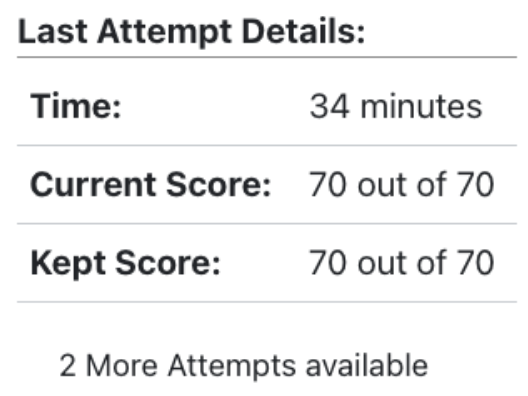 Last Attempt Details:
Time: 34 minutes
Current Score: 70 out of 70
Kept Score: 70 out of 70
2 More Attempts available